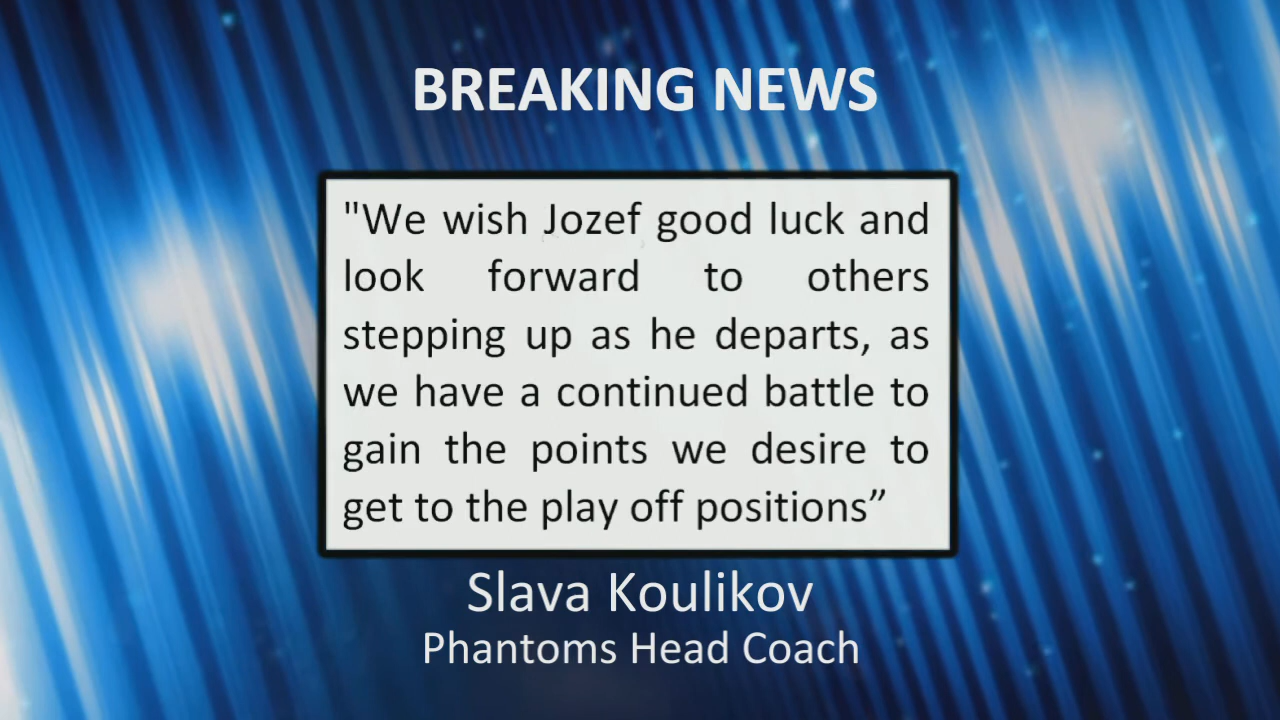 BREAKING NEWS
"We wish Jozef good luck and
look forward to others
stepping up as he departs, as
we have a continued battle to
gain the points we desire to
get to the play off positions”
Slava Koulikov
Phantoms Head Coach